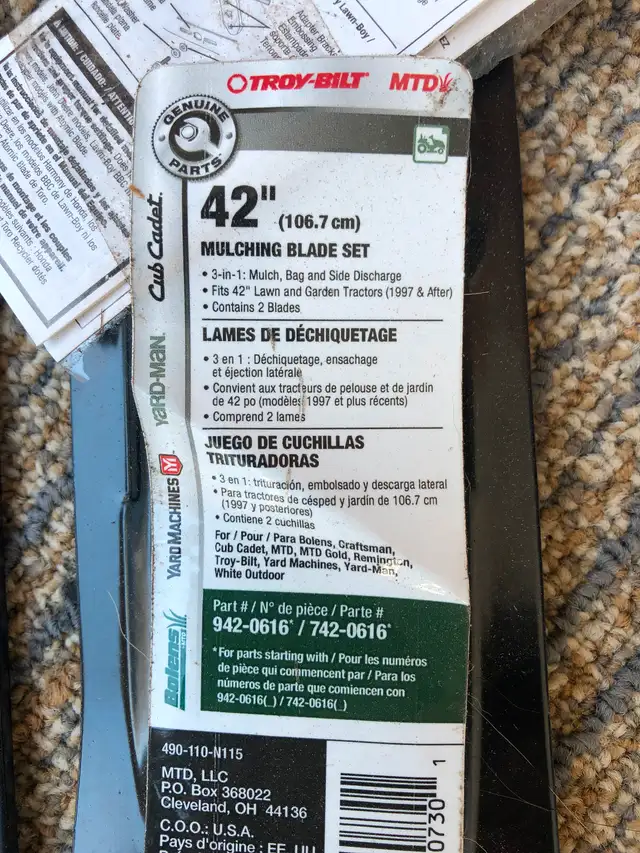 TROY-BILT MTD
GENUINE PARTS
Cub Cadet.
YARD-MAN.
YARD MACHINES
Bolens
42" (106.7 cm)
MULCHING BLADE SET
• 3-in-1: Mulch, Bag and Side Discharge
• Fits 42" Lawn and Garden Tractors (1997 & After)
• Contains 2 Blades
LAMES DE DÉCHIQUETAGE
• 3 en 1 : Déchiquetage, ensachage
et éjection latérale
• Convient aux tracteurs de pelouse et de jardin
de 42 po (modèles 1997 et plus récents)
• Comprend 2 lames
JUEGO DE CUCHILLAS
TRITURADORAS
• 3 en 1: trituración, embolsado y descarga lateral
• Para tractores de césped y jardín de 106.7 cm
(1997 y posteriores)
• Contiene 2 cuchillas
For / Pour / Para Bolens, Craftsman,
Cub Cadet, MTD, MTD Gold, Remington,
Troy-Bilt, Yard Machines, Yard-Man,
White Outdoor
Part # / N° de pièce / Parte #
942-0616* / 742-0616*
*For parts starting with / Pour les numéros
de pièce qui commencent par / Para los
números de parte que comiencen con
942-0616(_) / 742-0616(_)
490-110-N115
MTD, LLC
P.O. Box 368022
Cleveland, OH 44136
C.O.O.: U.S.A.
Pays d'origine : EE. UU.
0730 1